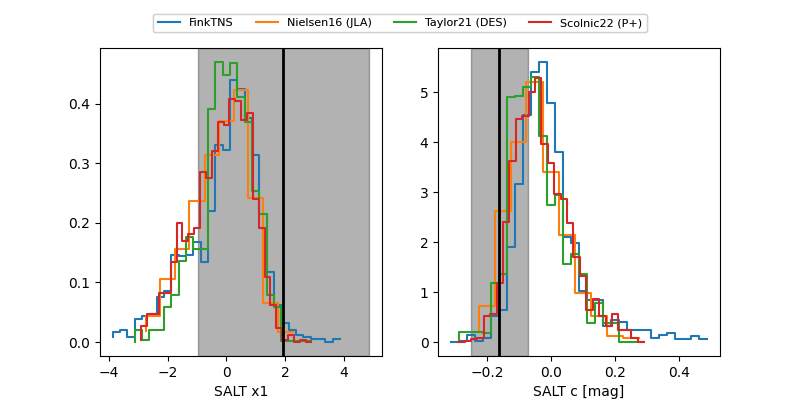 FinkTNS Nielsen16 (JLA) Taylor21 (DES) Scolnic22 (P+)
0.4
0.3
0.2
0.1
0.0
−4 −2 0 2 4
SALT x1
5
4
3
2
1
0
−0.2 0.0 0.2 0.4
SALT c [mag]